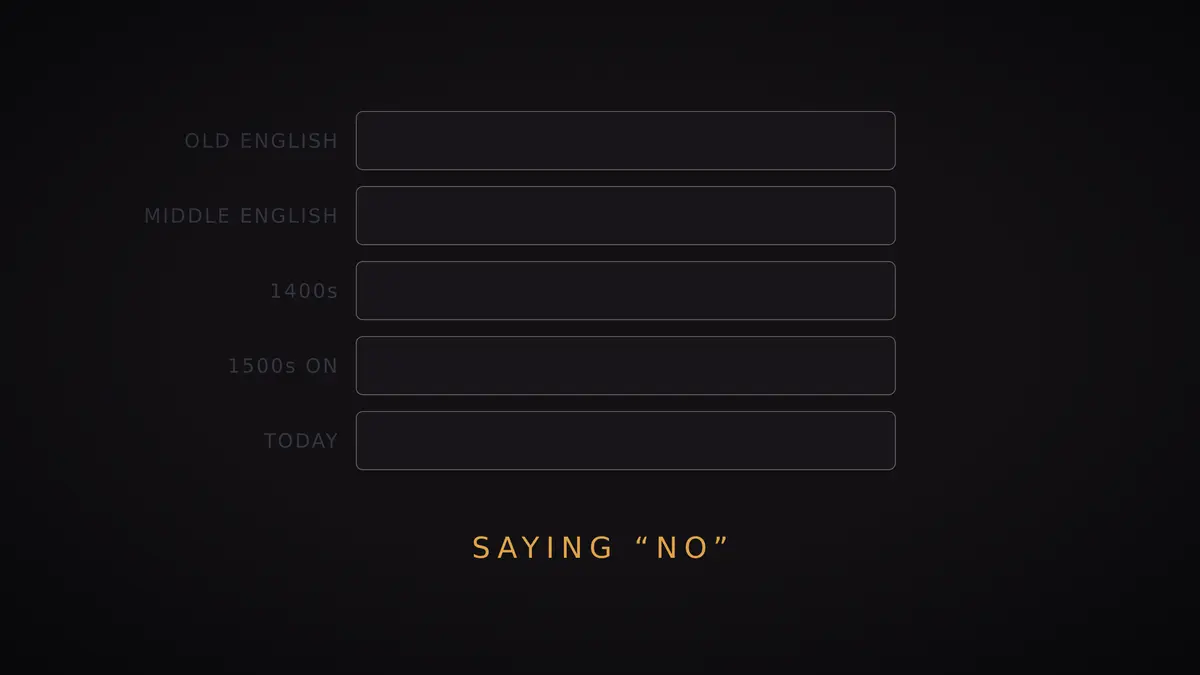 OLD ENGLISH
MIDDLE ENGLISH
1400s
1500s ON
TODAY
SAYING “NO”